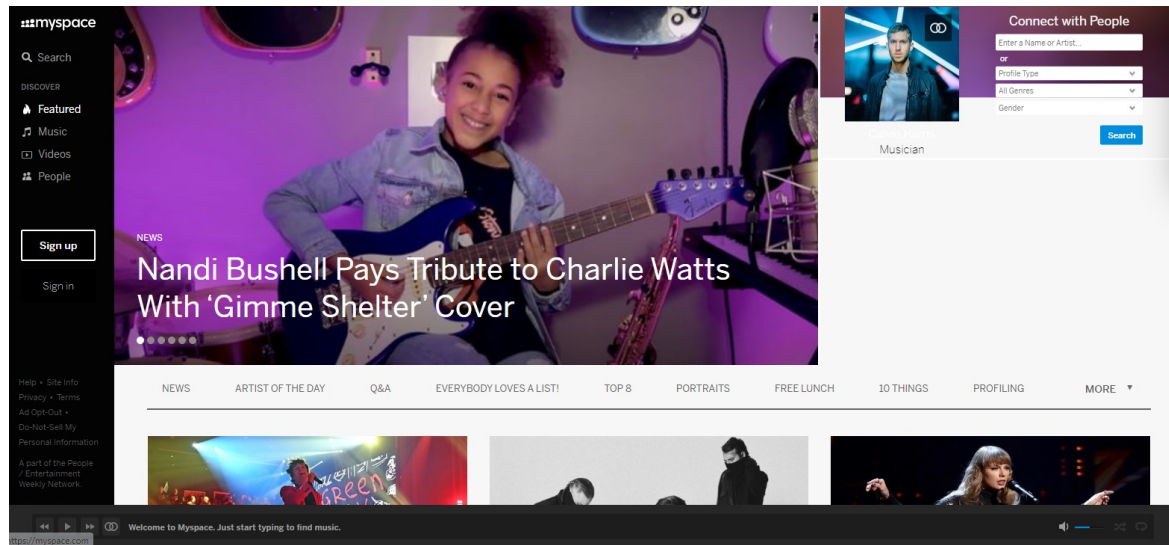 myspace
Search
DISCOVER
Featured
Music
Videos
People
Sign up
Sign in
Help • Site Info
Privacy • Terms
Ad Opt-Out •
Do-Not-Sell My
Personal Information
A part of the People
/ Entertainment
Weekly Network.
NEWS
Nandi Bushell Pays Tribute to Charlie Watts
With ‘Gimme Shelter’ Cover
Musician
Connect with People
Enter a Name or Artist...
or
Profile Type
All Genres
Gender
Search
NEWS
ARTIST OF THE DAY
Q&A
EVERYBODY LOVES A LIST!
TOP 8
PORTRAITS
FREE LUNCH
10 THINGS
PROFILING
MORE
GREEN
Welcome to Myspace. Just start typing to find music.
https://myspace.com